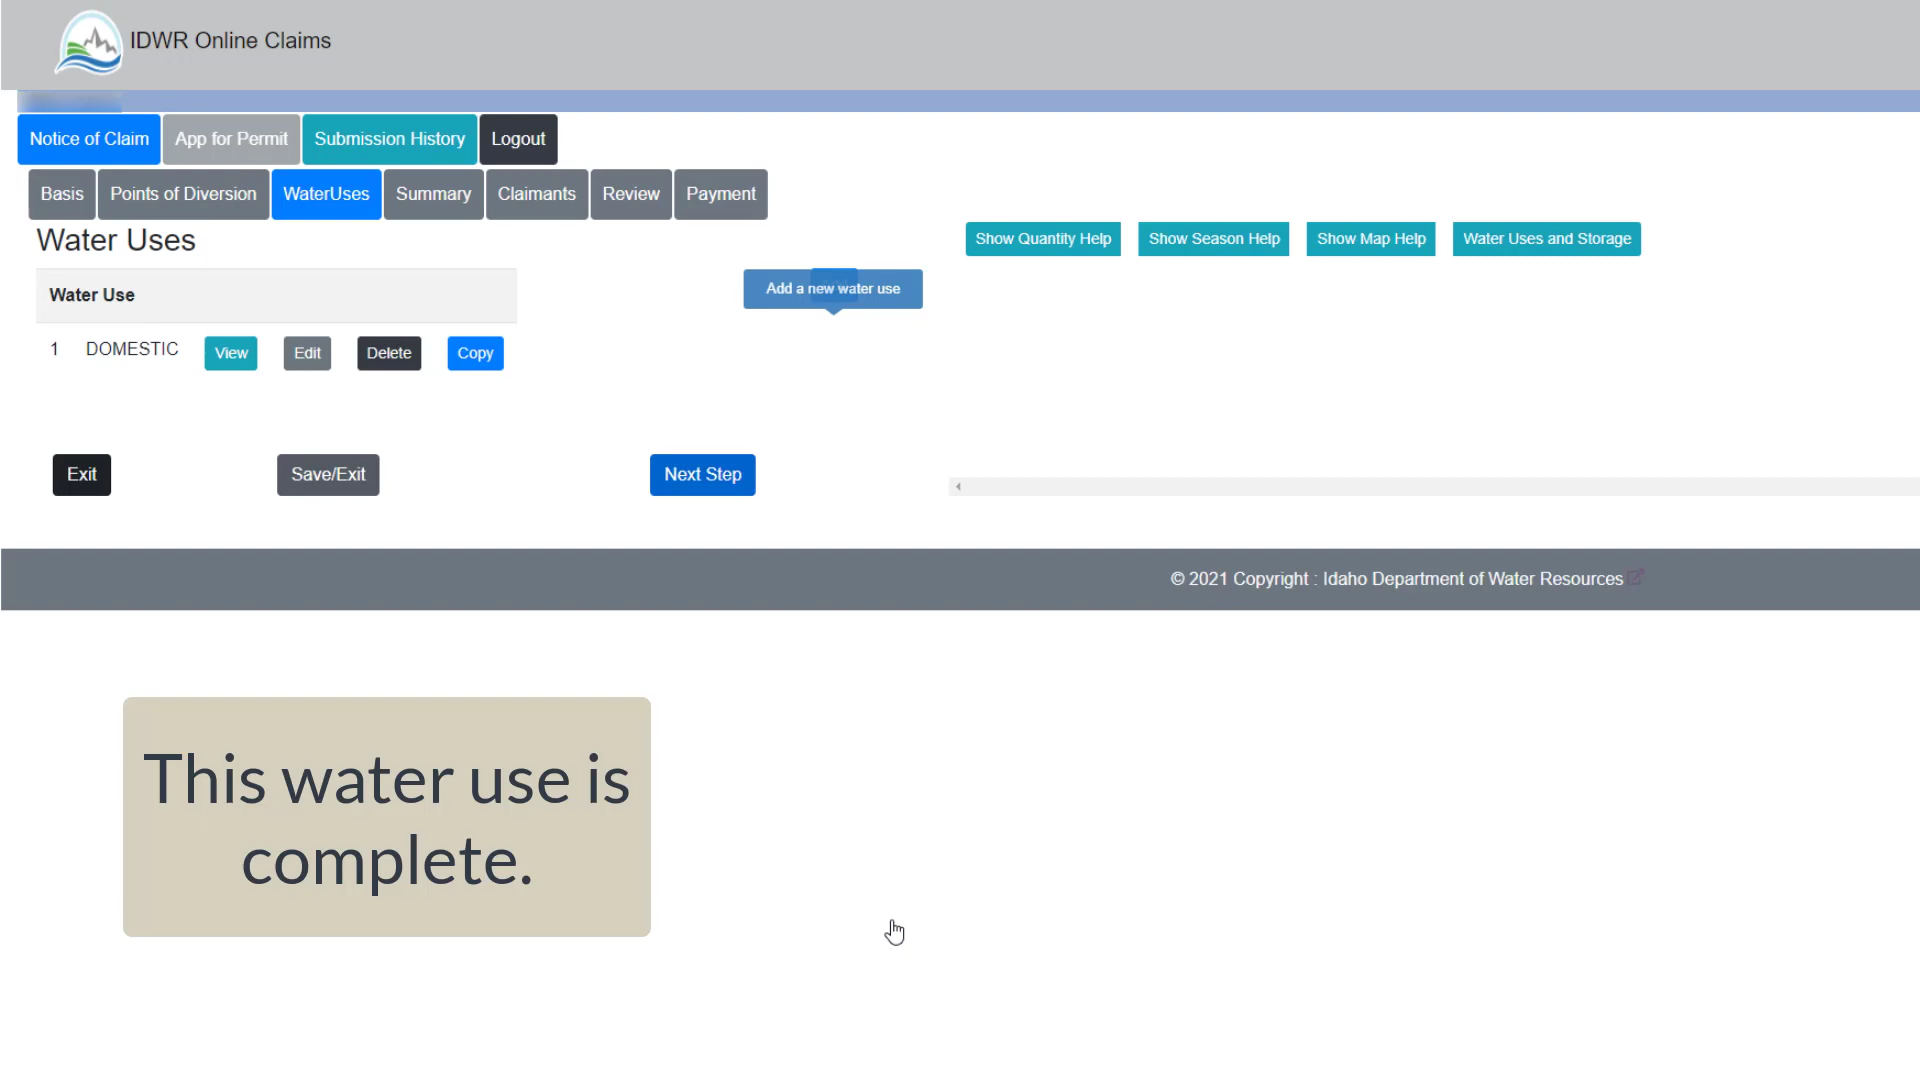 IDWR Online Claims
Notice of Claim App for Permit Submission History Logout
Basis Points of Diversion WaterUses Summary Claimants Review Payment
Water Uses
Show Quantity Help Show Season Help Show Map Help Water Uses and Storage
Water Use
Add a new water use
1 DOMESTIC View Edit Delete Copy
Exit Save/Exit Next Step
© 2021 Copyright : Idaho Department of Water Resources
This water use is
complete.